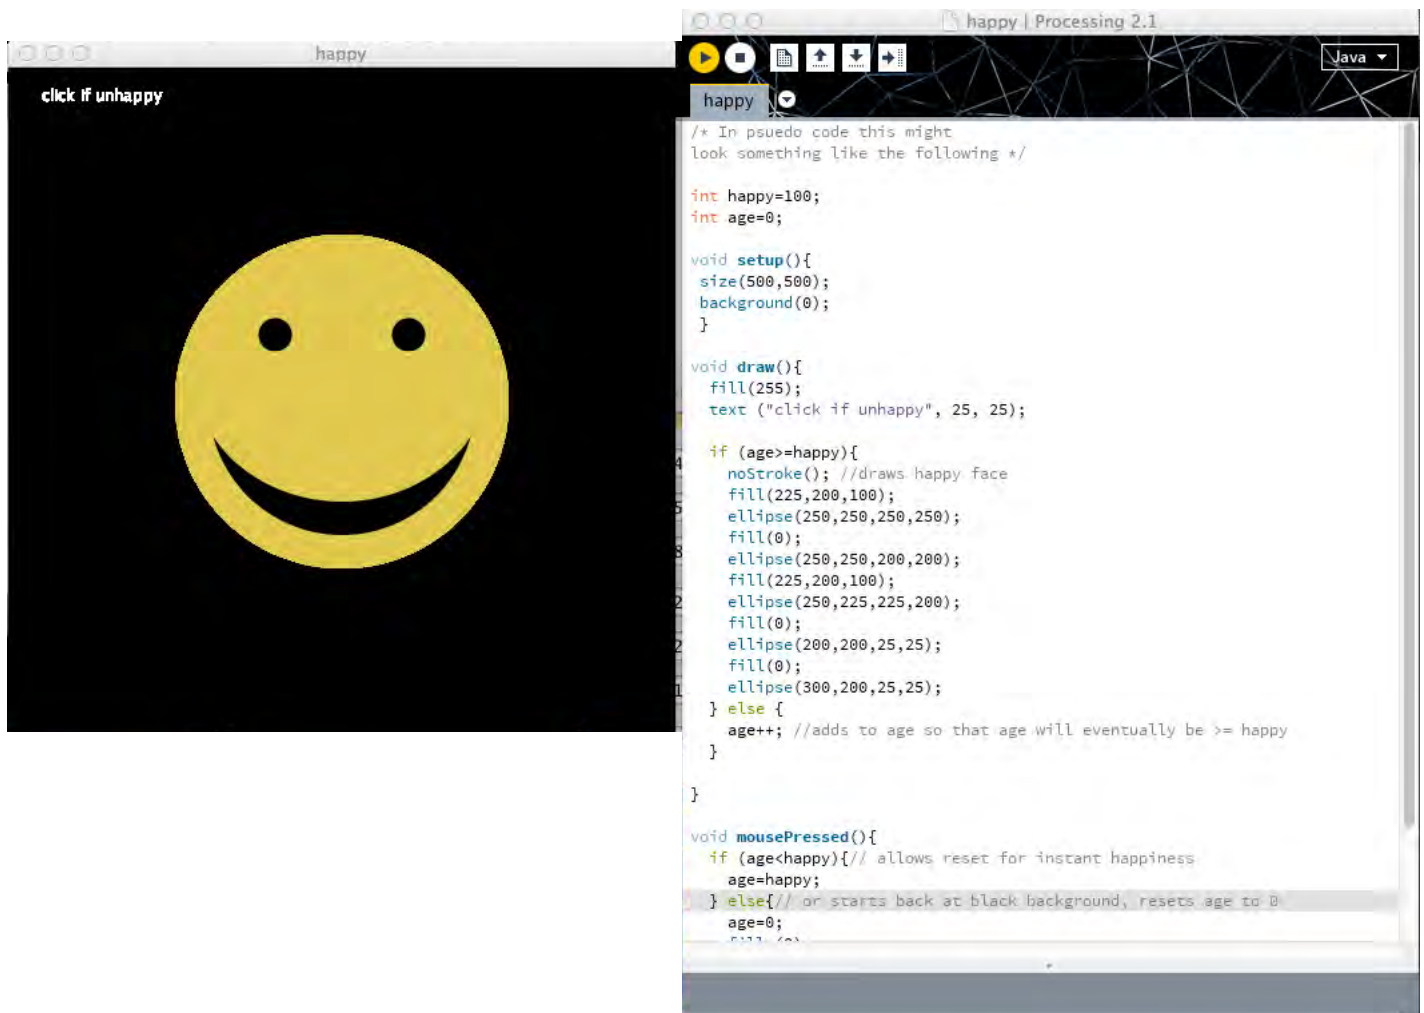 happy
click if unhappy
happy | Processing 2.1
Java
happy
/* In psuedo code this might
look something like the following */
int happy=100;
int age=0;
void setup(){
size(500,500);
background(0);
}
void draw(){
fill(255);
text ("click if unhappy", 25, 25);
if (age>=happy){
noStroke(); //draws happy face
fill(225,200,100);
ellipse(250,250,250,250);
fill(0);
ellipse(250,250,200,200);
fill(225,200,100);
ellipse(250,225,225,200);
fill(0);
ellipse(200,200,25,25);
fill(0);
ellipse(300,200,25,25);
} else {
age++; //adds to age so that age will eventually be >= happy
}
}
void mousePressed(){
if (age<happy){// allows reset for instant happiness
age=happy;
} else{// or starts back at black background, resets age to 0
age=0;